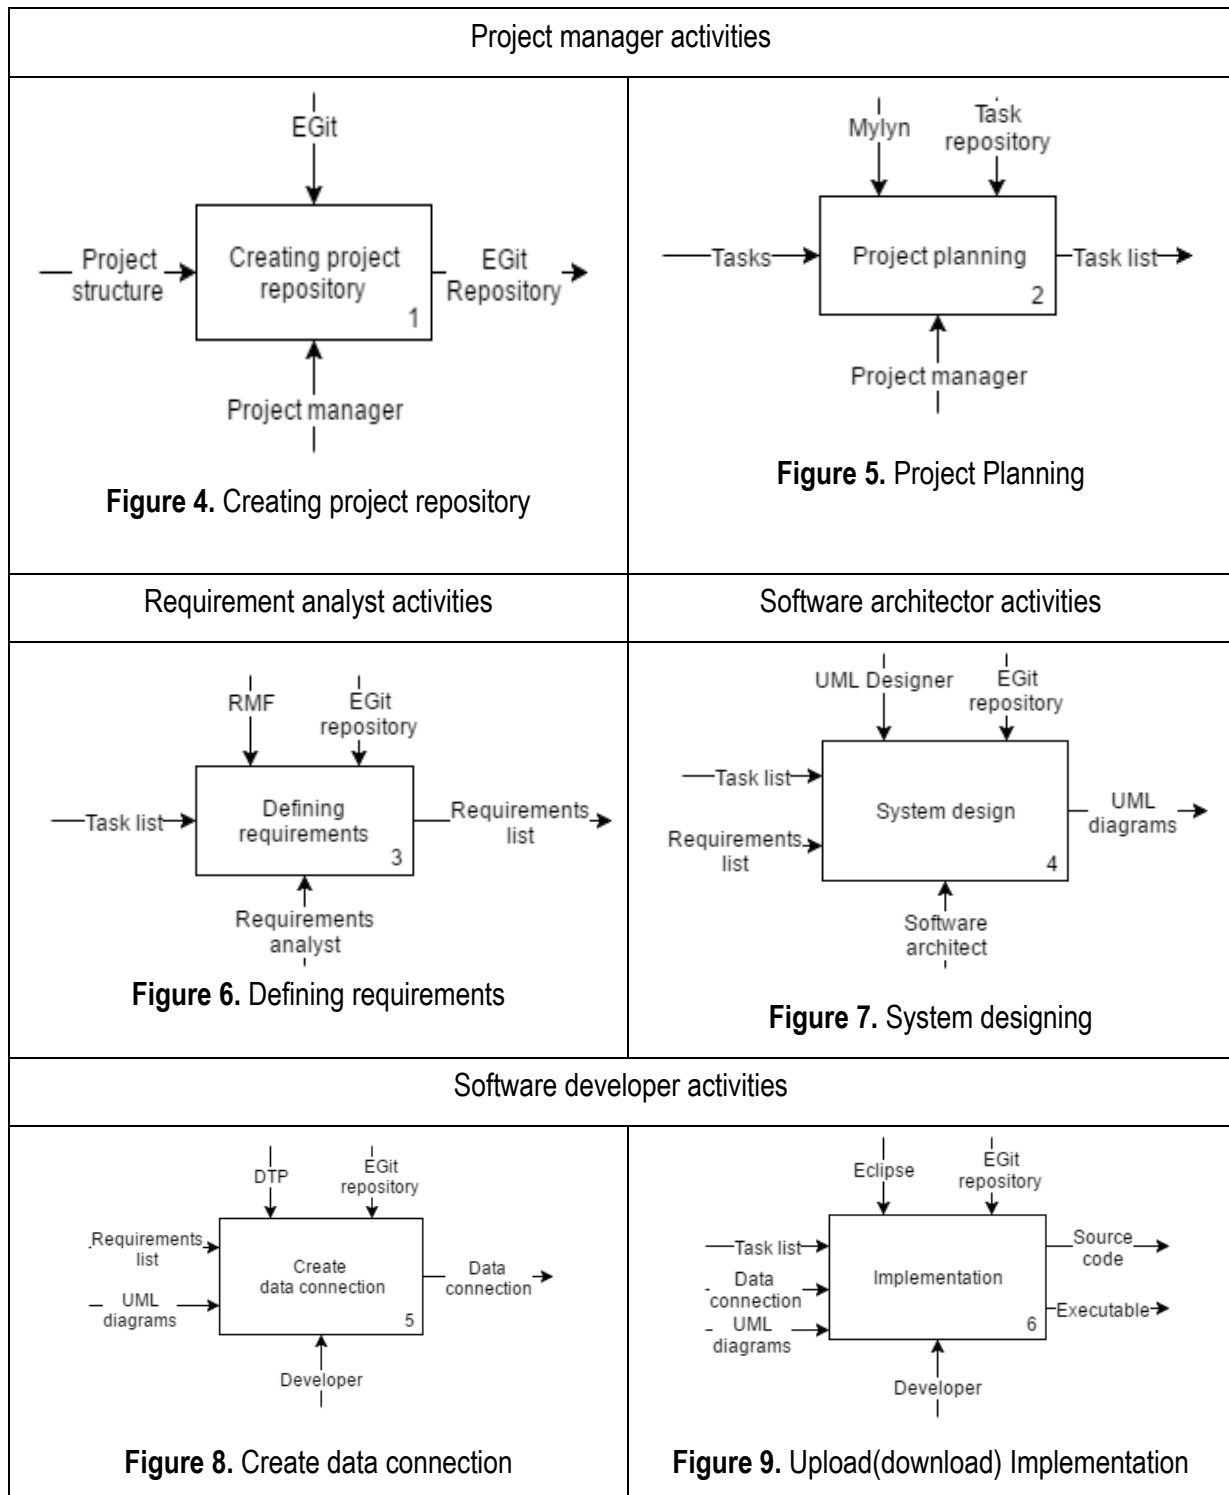 Project manager activities
EGit
Project
structure
Creating project
repository
1
EGit
Repository
Project manager
Figure 4. Creating project repository
Mylyn
Task
repository
Tasks
Project planning
2
Task list
Project manager
Figure 5. Project Planning
Requirement analyst activities
Software architector activities
RMF
EGit
repository
Task list
Defining
requirements
3
Requirements
list
Requirements
analyst
Figure 6. Defining requirements
UML Designer
EGit
repository
Task list
Requirements
list
System design
4
UML
diagrams
Software
architect
Figure 7. System designing
Software developer activities
DTP
EGit
repository
Requirements
list
UML
diagrams
Create
data connection
5
Data
connection
Developer
Figure 8. Create data connection
Eclipse
EGit
repository
Task list
Data
connection
UML
diagrams
Implementation
6
Source
code
Executable
Developer
Figure 9. Upload(download) Implementation